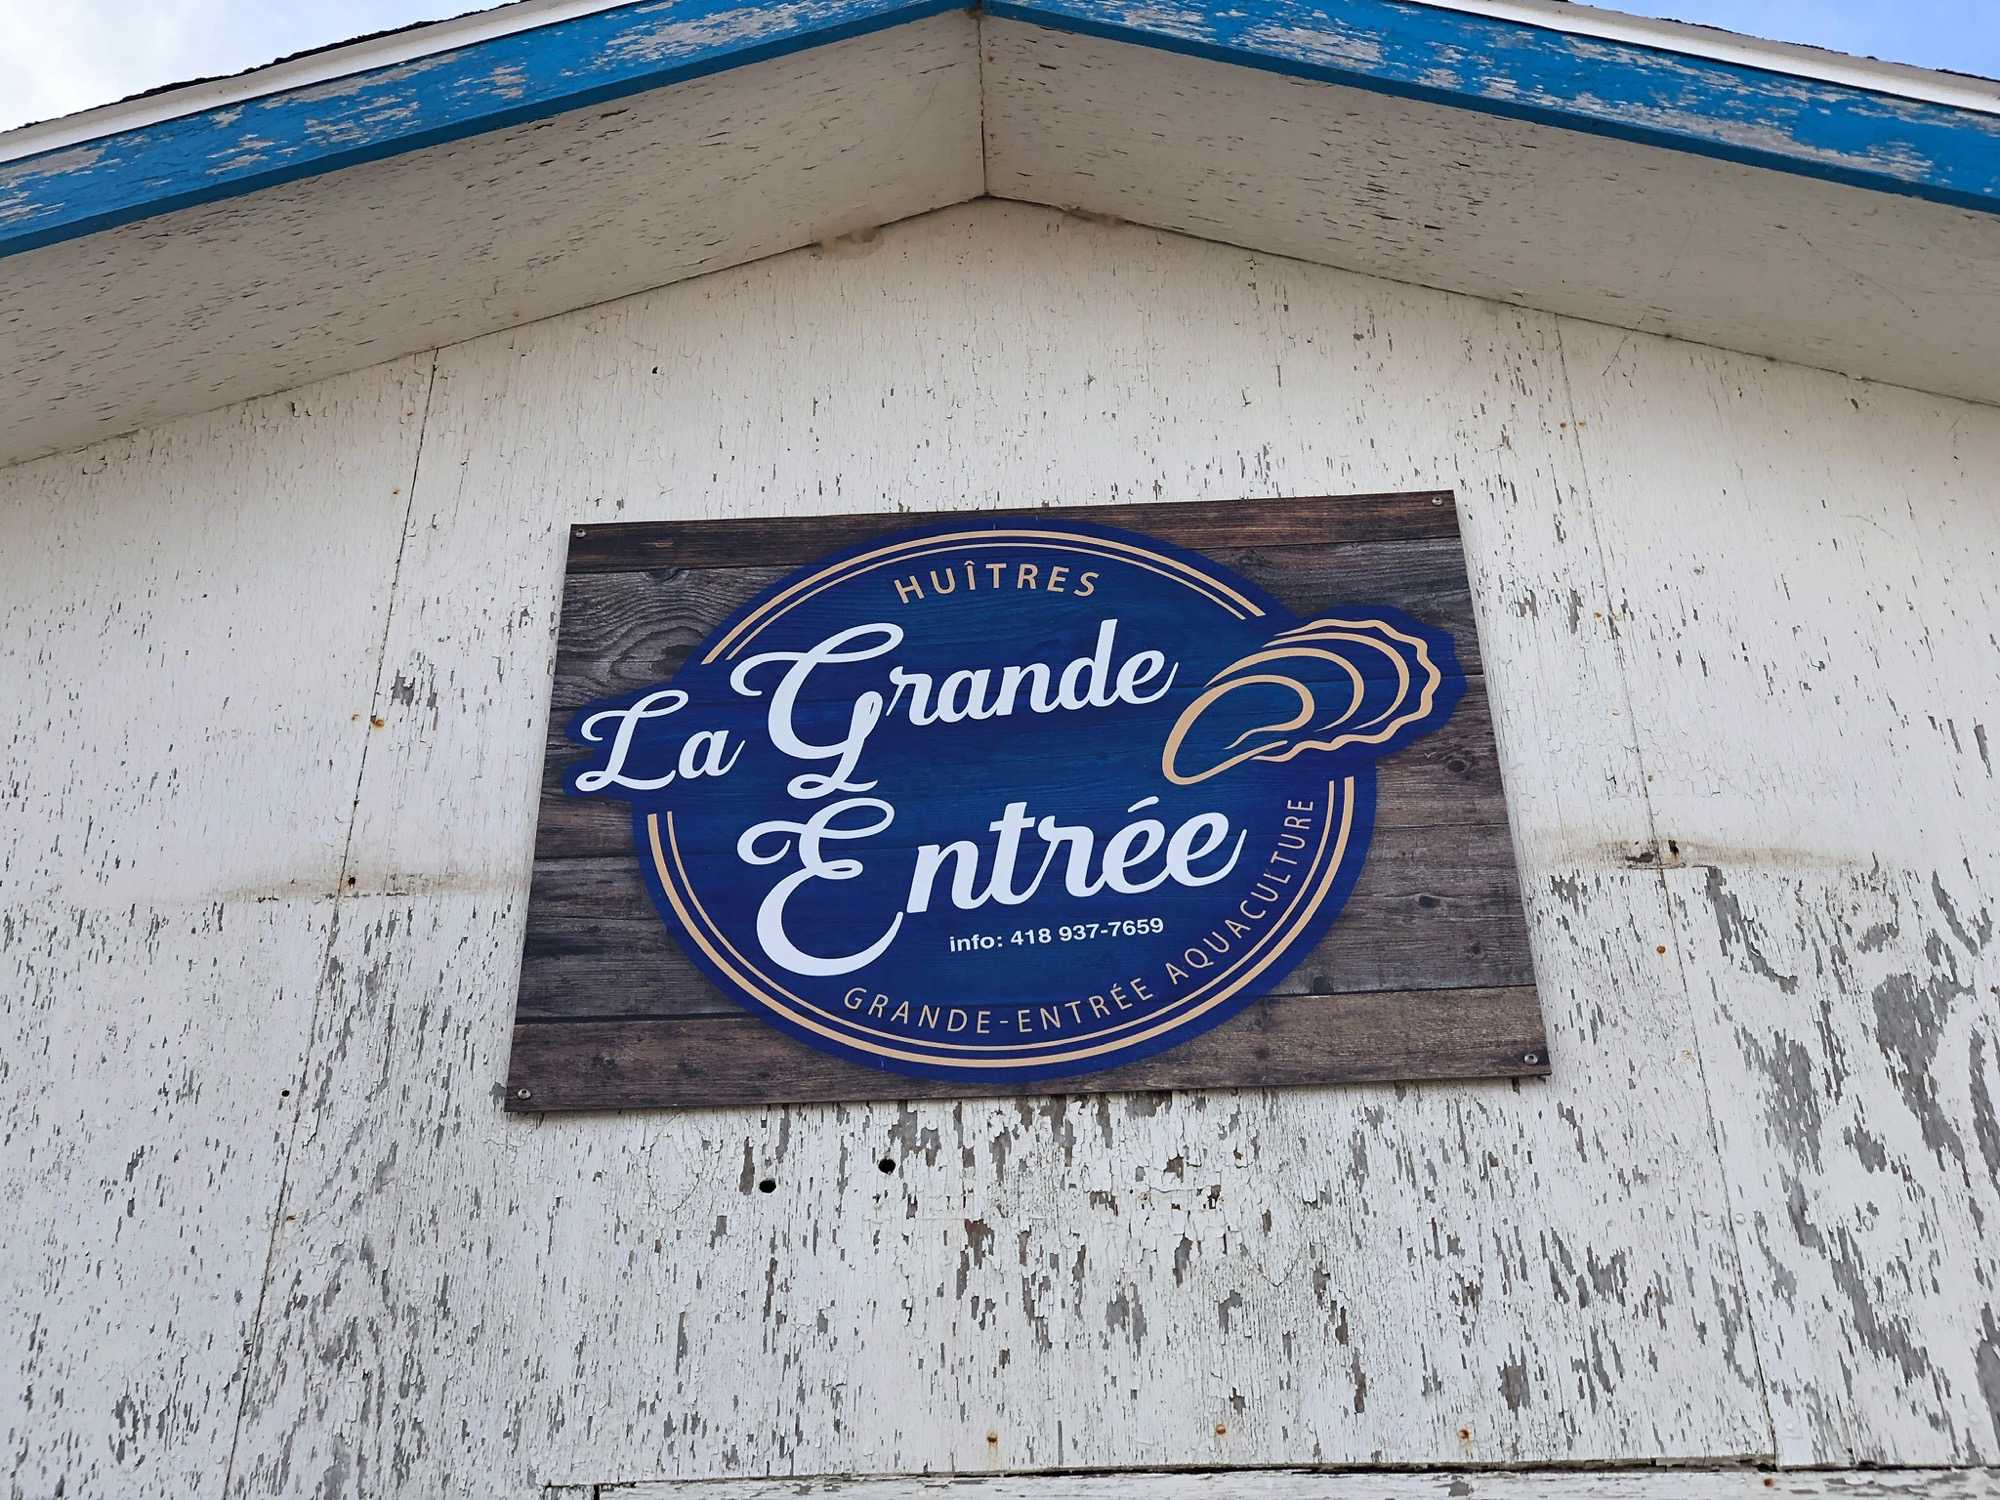 HUÎTRES
La Grande
Entrée
info: 418 937-7659
GRANDE-ENTRÉE AQUACULTURE